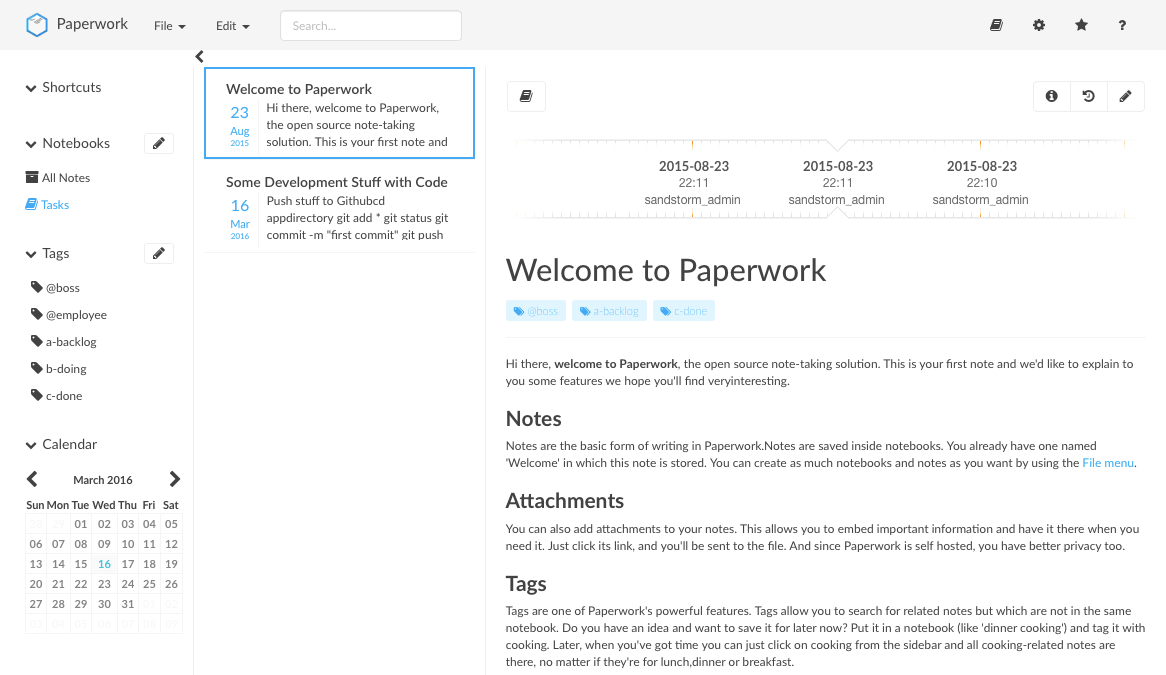 Paperwork
File
Edit
Search...
?
Shortcuts
Notebooks
All Notes
Tasks
Tags
@boss
@employee
a-backlog
b-doing
c-done
Calendar
March 2016
Sun Mon Tue Wed Thu Fri Sat
28 29 01 02 03 04 05
06 07 08 09 10 11 12
13 14 15 16 17 18 19
20 21 22 23 24 25 26
27 28 29 30 31 01 02
03 04 05 06 07 08 09
Welcome to Paperwork
23
Aug
2015
Hi there, welcome to Paperwork,
the open source note-taking
solution. This is your first note and
Some Development Stuff with Code
16
Mar
2016
Push stuff to Githubcd
appdirectory git add * git status git
commit -m "first commit" git push
2015-08-23
22:11
sandstorm_admin
2015-08-23
22:11
sandstorm_admin
2015-08-23
22:10
sandstorm_admin
Welcome to Paperwork
@boss
a-backlog
c-done
Hi there, welcome to Paperwork, the open source note-taking solution. This is your first note and we'd like to explain to
you some features we hope you'll find veryinteresting.
Notes
Notes are the basic form of writing in Paperwork.Notes are saved inside notebooks. You already have one named
'Welcome' in which this note is stored. You can create as much notebooks and notes as you want by using the File menu.
Attachments
You can also add attachments to your notes. This allows you to embed important information and have it there when you
need it. Just click its link, and you'll be sent to the file. And since Paperwork is self hosted, you have better privacy too.
Tags
Tags are one of Paperwork's powerful features. Tags allow you to search for related notes but which are not in the same
notebook. Do you have an idea and want to save it for later now? Put it in a notebook (like 'dinner cooking') and tag it with
cooking. Later, when you've got time you can just click on cooking from the sidebar and all cooking-related notes are
there, no matter if they're for lunch,dinner or breakfast.